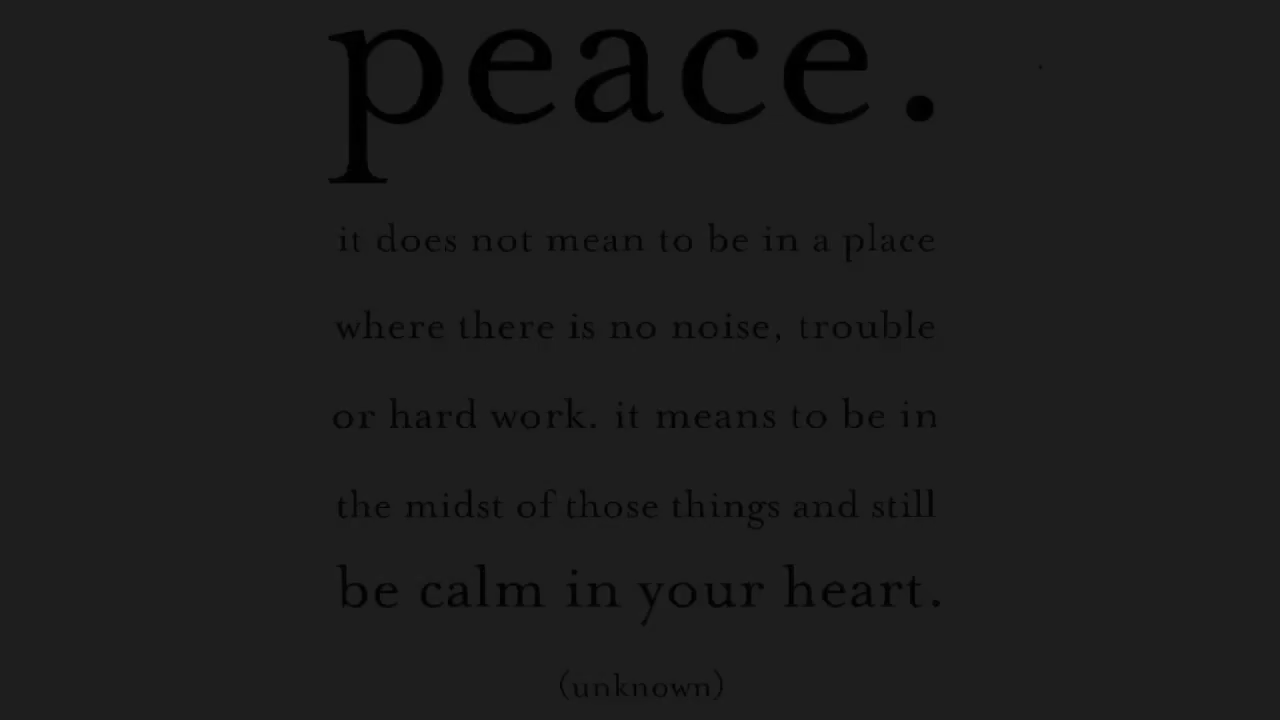 peace.
it does not mean to be in a place
where there is no noise, trouble
or hard work. it means to be in
the midst of those things and still
be calm in your heart.
(unknown)